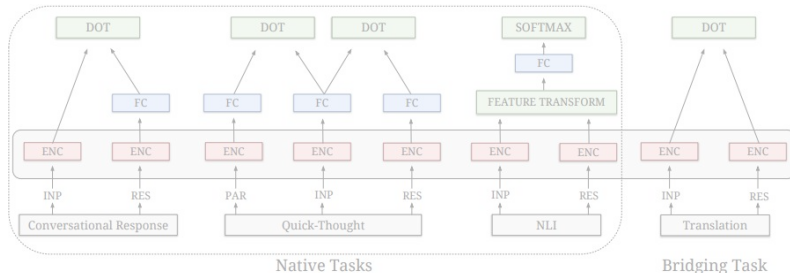 DOT DOT DOT SOFTMAX DOT
FC
FC FC FC FC FEATURE TRANSFORM
ENC ENC ENC ENC ENC ENC ENC ENC ENC
INP RES PAR INP RES INP RES INP RES
Conversational Response Quick-Thought NLI Translation
Native Tasks Bridging Task